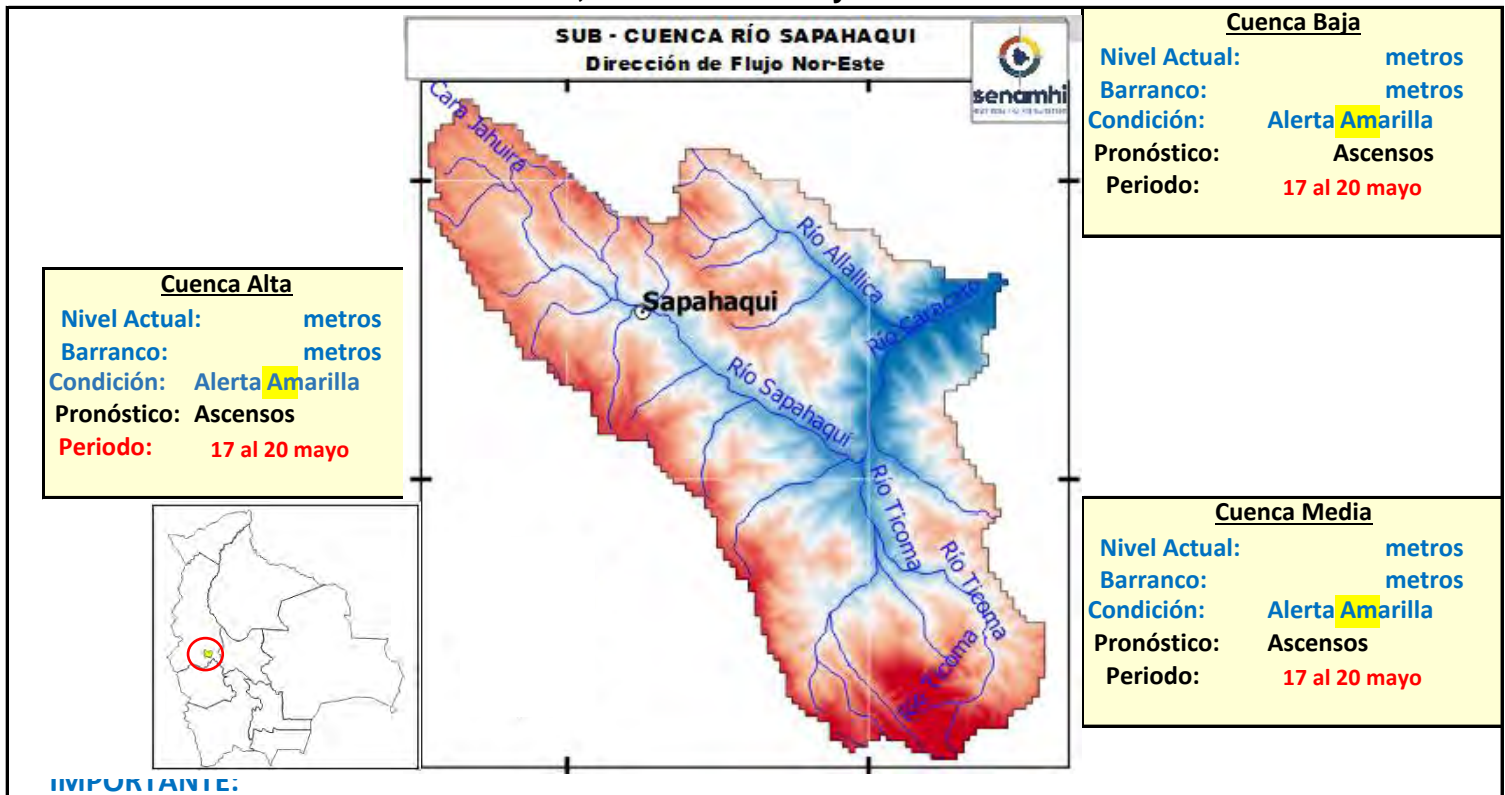 SUB - CUENCA RÍO SAPAHAQUI
Dirección de Flujo Nor-Este
senamhi
Cuenca Baja
Nivel Actual: metros
Barranco: metros
Condición: Alerta Amarilla
Pronóstico: Ascensos
Periodo: 17 al 20 mayo
Cuenca Alta
Nivel Actual: metros
Barranco: metros
Condición: Alerta Amarilla
Pronóstico: Ascensos
Periodo: 17 al 20 mayo
Cara Jahuira
Río Allallica
Río Caracato
Sapahaqui
Río Sapahaqui
Río Ticoma
Río Ticoma
Río Ticoma
Cuenca Media
Nivel Actual: metros
Barranco: metros
Condición: Alerta Amarilla
Pronóstico: Ascensos
Periodo: 17 al 20 mayo
IMPORTANTE: